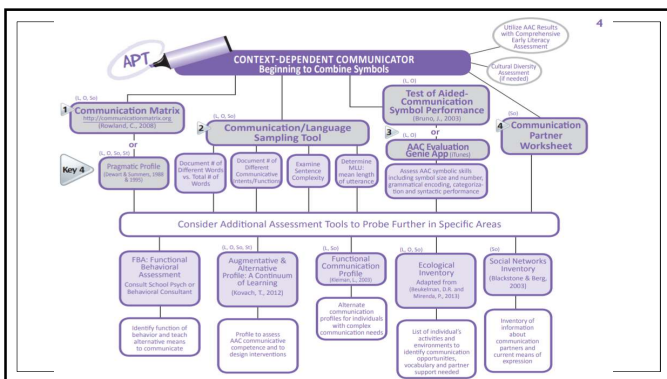 4
APT
CONTEXT-DEPENDENT COMMUNICATOR
Beginning to Combine Symbols
Utilize AAC Results
with Comprehensive
Early Literacy
Assessment
Cultural Diversity
Assessment
(if needed)
(L, O, So)
1
Communication Matrix
http://communicationmatrix.org
(Rowland, C., 2008)
or
(L, O, So, St)
Key 4
Pragmatic Profile
(Dewart & Summers, 1988
& 1995)
(L, O, So)
2
Communication/Language
Sampling Tool
Document # of
Different Words
vs. Total # of
Words
Document # of
Different
Communicative
Intents/Functions
Examine
Sentence
Complexity
Determine
MLU:
mean length
of utterance
(L, O)
Test of Aided-
Communication
Symbol Performance
(Bruno, J., 2003)
3
or
(L, O)
AAC Evaluation
Genie App (iTunes)
Assess AAC symbolic skills
including symbol size and number,
grammatical encoding, categoriza-
tion and syntactic performance
(So)
4
Communication
Partner
Worksheet
Consider Additional Assessment Tools to Probe Further in Specific Areas
FBA: Functional
Behavioral
Assessment
Consult School Psych or
Behavioral Consultant
Identify function of
behavior and teach
alternative means
to communicate
(L, O, So, St)
Augmentative &
Alternative
Profile: A Continuum
of Learning
(Kovach, T., 2012)
Profile to assess
AAC communicative
competence and to
design interventions
(L, So)
Functional
Communication
Profile
(Kleiman, L., 2003)
Alternate
communication
profiles for individuals
with complex
communication needs
(L, O, So)
Ecological
Inventory
Adapted from
(Beukelman, D.R. and
Mirenda, P., 2013)
List of individual's
activities and
environments to
identify communication
opportunities,
vocabulary and partner
support needed
(So)
Social Networks
Inventory
(Blackstone & Berg,
2003)
Inventory of
information
about
communication
partners and
current means of
expression